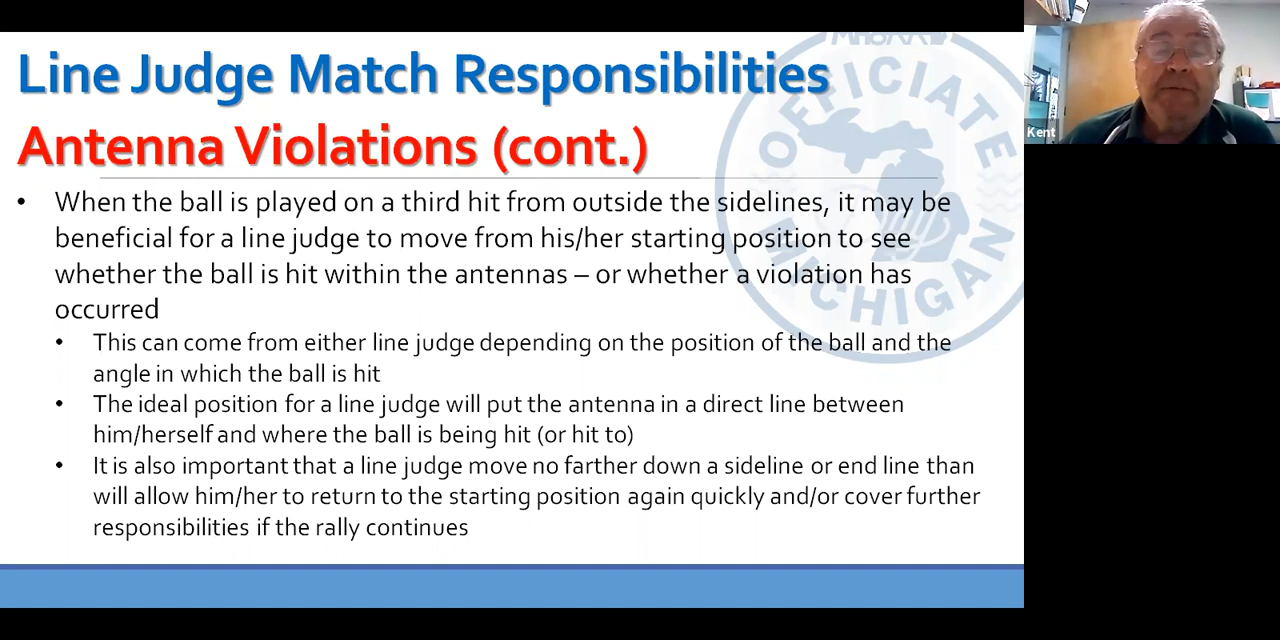 Line Judge Match Responsibilities
Antenna Violations (cont.)
• When the ball is played on a third hit from outside the sidelines, it may be
beneficial for a line judge to move from his/her starting position to see
whether the ball is hit within the antennas – or whether a violation has
occurred
• This can come from either line judge depending on the position of the ball and the
angle in which the ball is hit
• The ideal position for a line judge will put the antenna in a direct line between
him/herself and where the ball is being hit (or hit to)
• It is also important that a line judge move no farther down a sideline or end line than
will allow him/her to return to the starting position again quickly and/or cover further
responsibilities if the rally continues
OFFICIATE
MICHIGAN
Kent